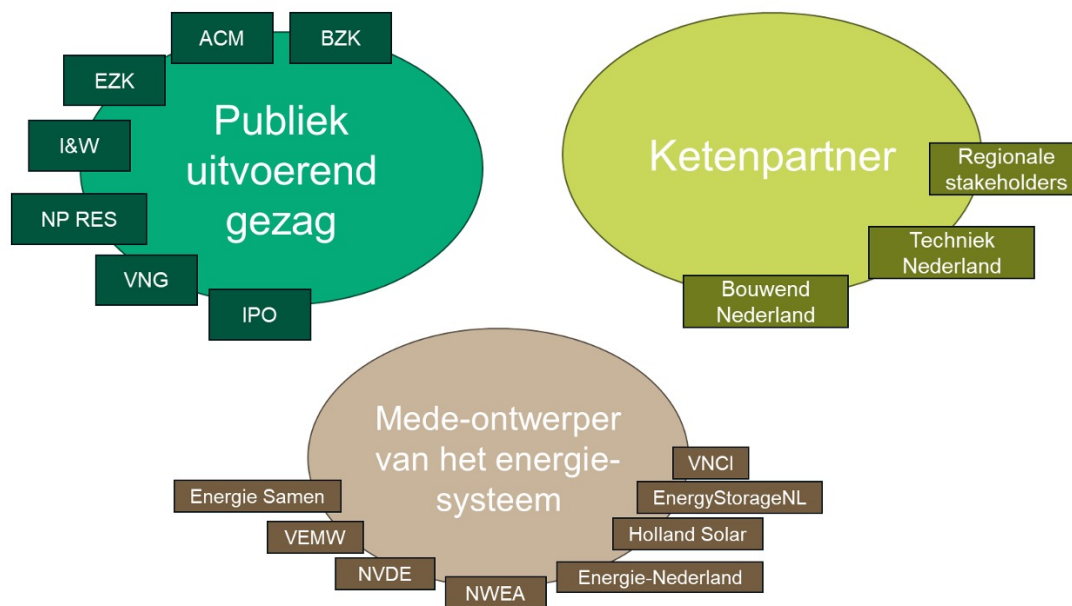 ACM
BZK
EZK
I&W
NP RES
VNG
IPO
Publiek
uitvoerend
gezag
Ketenpartner
Regionale
stakeholders
Techniek
Nederland
Bouwend
Nederland
Mede-ontwerper
van het energie-
systeem
Energie Samen
VEMW
NVDE
NWEA
Energie-Nederland
Holland Solar
EnergyStorageNL
VNCI